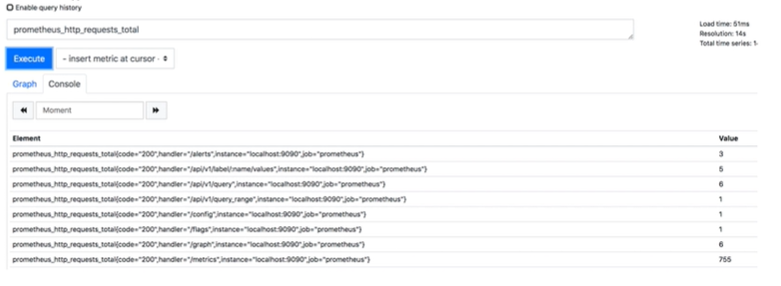 Enable query history
prometheus_http_requests_total
Load time: 51ms
Resolution: 14s
Total time series: 1
Execute
- insert metric at cursor -
Graph
Console
Moment
Element Value
prometheus_http_requests_total{code="200",handler="/alerts",instance="localhost:9090",job="prometheus"} 3
prometheus_http_requests_total{code="200",handler="/api/v1/label/:name/values",instance="localhost:9090",job="prometheus"} 5
prometheus_http_requests_total{code="200",handler="/api/v1/query",instance="localhost:9090",job="prometheus"} 6
prometheus_http_requests_total{code="200",handler="/api/v1/query_range",instance="localhost:9090",job="prometheus"} 1
prometheus_http_requests_total{code="200",handler="/config",instance="localhost:9090",job="prometheus"} 1
prometheus_http_requests_total{code="200",handler="/flags",instance="localhost:9090",job="prometheus"} 1
prometheus_http_requests_total{code="200",handler="/graph",instance="localhost:9090",job="prometheus"} 6
prometheus_http_requests_total{code="200",handler="/metrics",instance="localhost:9090",job="prometheus"} 755